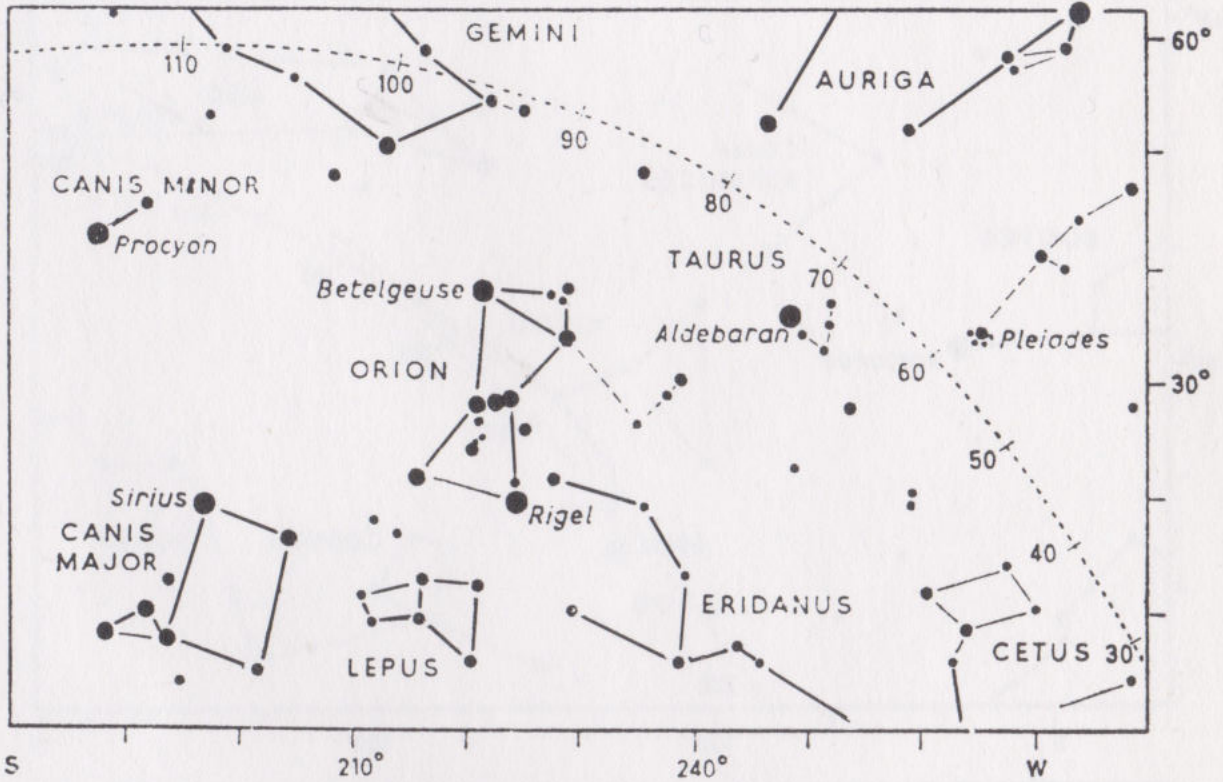 GEMINI
60°
110
100
AURIGA
90
CANIS MINOR
80
Procyon
TAURUS
70
Betelgeuse
Aldebaran
Pleiades
ORION
60
30°
50
Sirius
Rigel
CANIS
MAJOR
40
ERIDANUS
LEPUS
CETUS 30
S
210°
240°
W